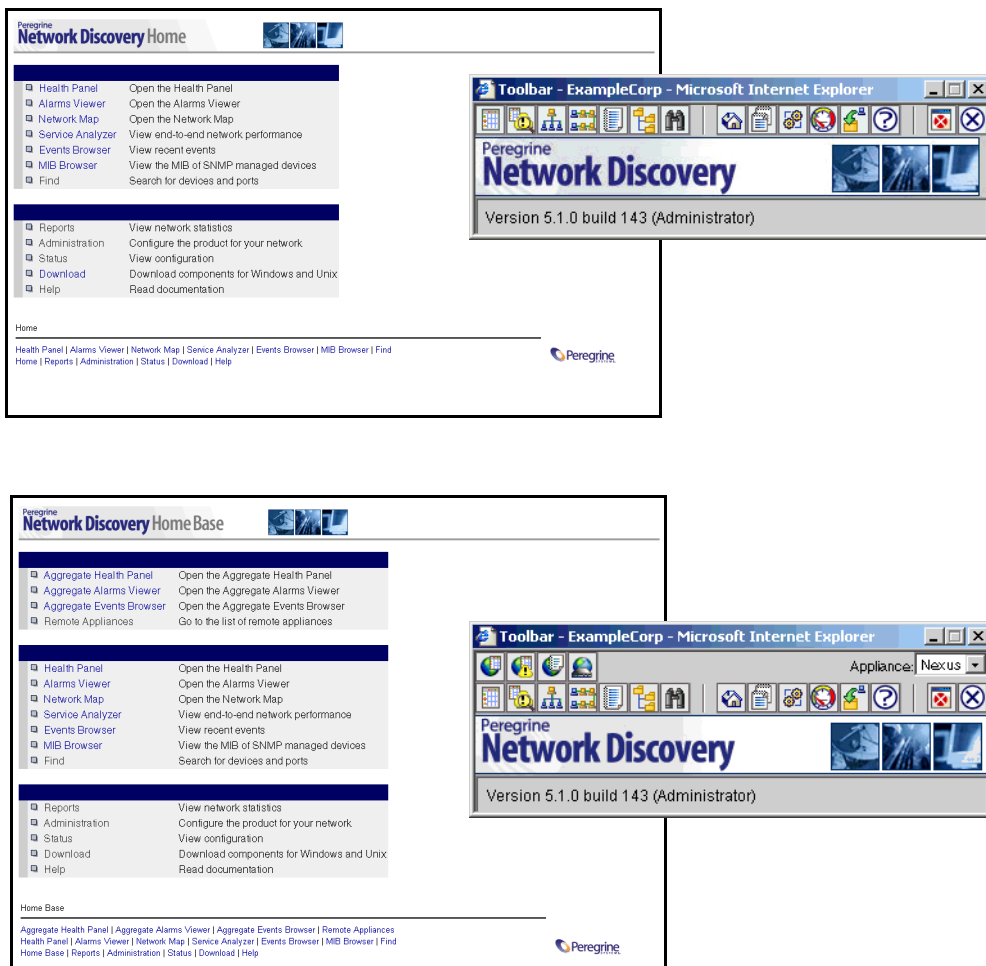 Peregrine
Network Discovery Home
Health Panel Open the Health Panel
Alarms Viewer Open the Alarms Viewer
Network Map Open the Network Map
Service Analyzer View end-to-end network performance
Events Browser View recent events
MIB Browser View the MIB of SNMP managed devices
Find Search for devices and ports
Reports View network statistics
Administration Configure the product for your network
Status View configuration
Download Download components for Windows and Unix
Help Read documentation
Home
Health Panel | Alarms Viewer | Network Map | Service Analyzer | Events Browser | MIB Browser | Find
Home | Reports | Administration | Status | Download | Help
Peregrine
SYSTEMS
Toolbar - ExampleCorp - Microsoft Internet Explorer
Peregrine
Network Discovery
Version 5.1.0 build 143 (Administrator)
Peregrine
Network Discovery Home Base
Aggregate Health Panel Open the Aggregate Health Panel
Aggregate Alarms Viewer Open the Aggregate Alarms Viewer
Aggregate Events Browser Open the Aggregate Events Browser
Remote Appliances Go to the list of remote appliances
Health Panel Open the Health Panel
Alarms Viewer Open the Alarms Viewer
Network Map Open the Network Map
Service Analyzer View end-to-end network performance
Events Browser View recent events
MIB Browser View the MIB of SNMP managed devices
Find Search for devices and ports
Reports View network statistics
Administration Configure the product for your network
Status View configuration
Download Download components for Windows and Unix
Help Read documentation
Home Base
Aggregate Health Panel | Aggregate Alarms Viewer | Aggregate Events Browser | Remote Appliances
Health Panel | Alarms Viewer | Network Map | Service Analyzer | Events Browser | MIB Browser | Find
Home Base | Reports | Administration | Status | Download | Help
Peregrine
SYSTEMS
Toolbar - ExampleCorp - Microsoft Internet Explorer
Appliance: Nexus
Peregrine
Network Discovery
Version 5.1.0 build 143 (Administrator)